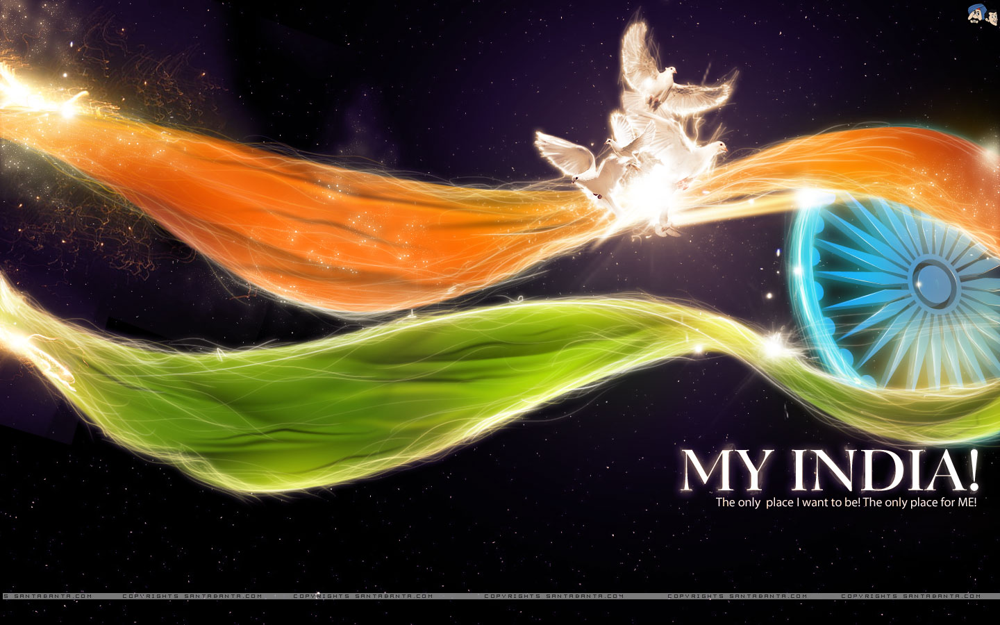 MY INDIA!
The only place I want to be! The only place for ME!
S SANTABANTA.COM COPYRIGHTS SANTABANTA.COM COPYRIGHTS SANTABANTA.COM COPYRIGHTS SANTABANTA.COM COPYRIGHTS SANTABANTA.COM COPYRIGHTS SANTABANTA.COM